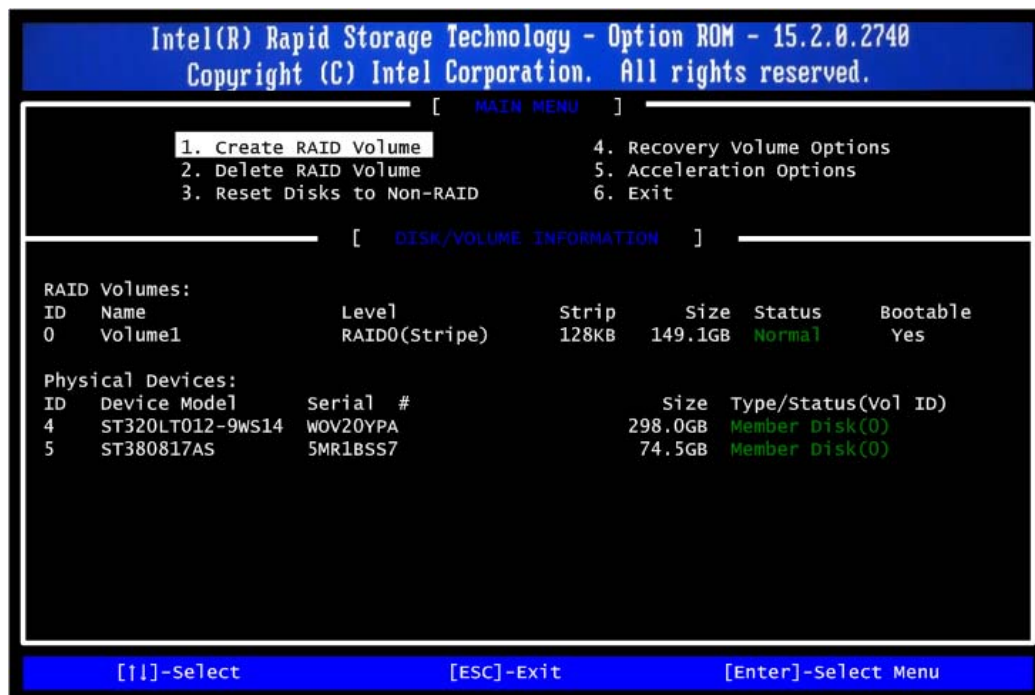 Intel(R) Rapid Storage Technology - Option ROM - 15.2.0.2740
Copyright (C) Intel Corporation. All rights reserved.
[ MAIN MENU ]
1. Create RAID Volume 4. Recovery Volume Options
2. Delete RAID Volume 5. Acceleration Options
3. Reset Disks to Non-RAID 6. Exit
[ DISK/VOLUME INFORMATION ]
RAID Volumes:
ID Name Level Strip Size Status Bootable
0 Volume1 RAID0(Stripe) 128KB 149.1GB Normal Yes
Physical Devices:
ID Device Model Serial # Size Type/Status(Vol ID)
4 ST320LT012-9WS14 W0V20YPA 298.0GB Member Disk(0)
5 ST380817AS 5MR1BSS7 74.5GB Member Disk(0)
[↑↓]-Select [ESC]-Exit [Enter]-Select Menu